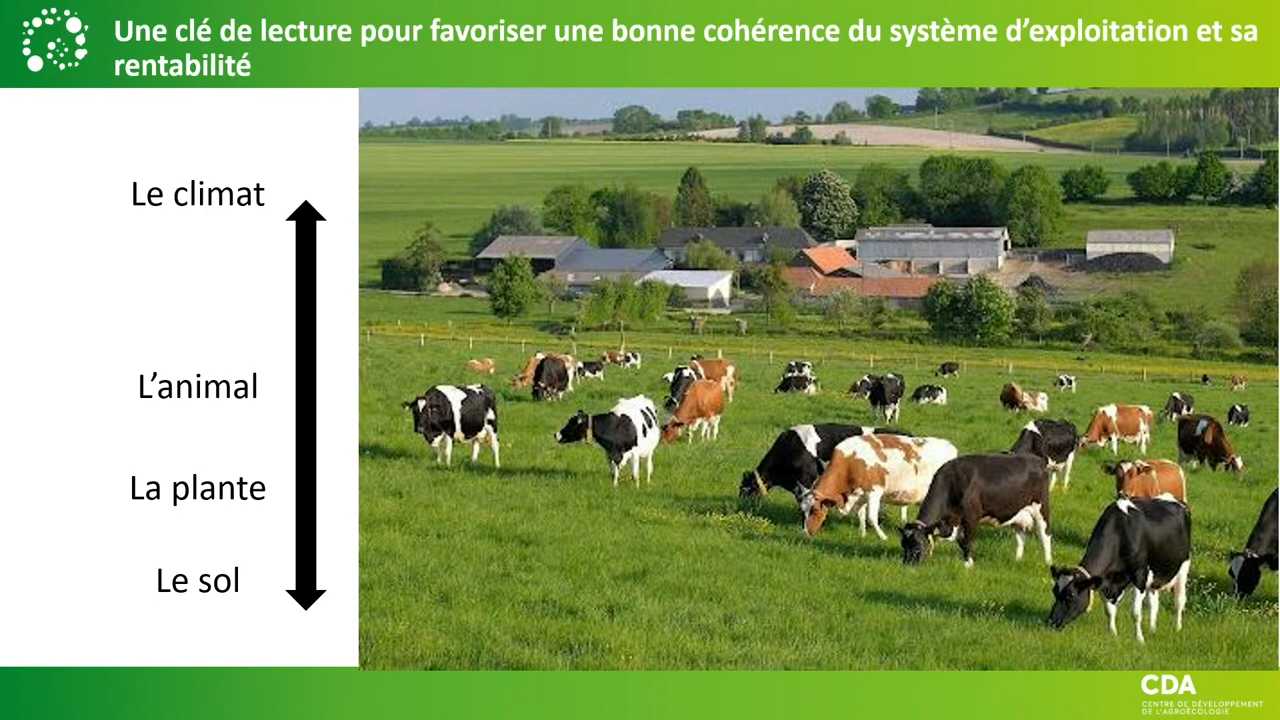 Une clé de lecture pour favoriser une bonne cohérence du système d’exploitation et sa
rentabilité
Le climat
L’animal
La plante
Le sol
CDA
CENTRE DE DÉVELOPPEMENT
DE L'AGROÉCOLOGIE